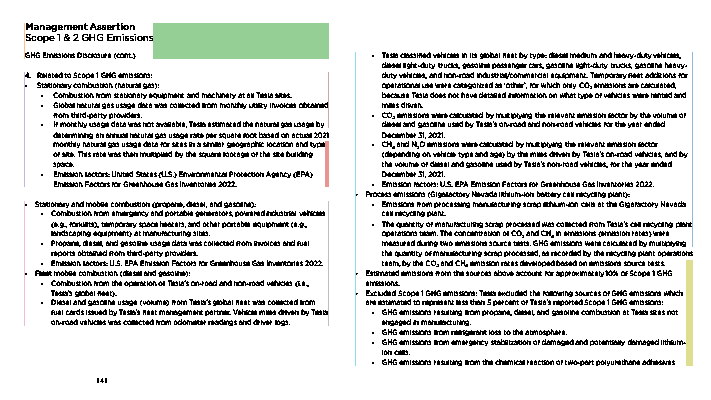 Management Assertion
Scope 1 & 2 GHG Emissions
GHG Emissions Disclosure (cont.)
4. Related to Scope 1 GHG emissions:
• Stationary combustion (natural gas):
• Combustion from stationary equipment and machinery at all Tesla sites.
• Global natural gas usage data was collected from monthly utility invoices obtained
from third-party providers.
• If monthly usage data was not available, Tesla estimated the natural gas usage by
determining an annual natural gas usage rate per square foot based on actual 2021
monthly natural gas usage data for sites in a similar geographic location and type
of site. This rate was then multiplied by the square footage of the site building
space.
• Emission factors: United States (U.S.) Environmental Protection Agency (EPA)
Emission Factors for Greenhouse Gas Inventories 2022.
• Stationary and mobile combustion (propane, diesel, and gasoline):
• Combustion from emergency and portable generators, powered industrial vehicles
(e.g., forklifts), temporary space heaters, and other portable equipment (e.g.,
landscaping equipment) at manufacturing sites.
• Propane, diesel, and gasoline usage data was collected from invoices and fuel
reports obtained from third-party providers.
• Emission factors: U.S. EPA Emission Factors for Greenhouse Gas Inventories 2022.
• Fleet mobile combustion (diesel and gasoline):
• Combustion from the operation of Tesla's on-road and non-road vehicles (i.e.,
Tesla's global fleet).
• Diesel and gasoline usage (volume) from Tesla's global fleet was collected from
fuel cards issued by Tesla's fleet management partner. Vehicle miles driven by Tesla
on-road vehicles was collected from odometer readings and driver logs.
• Tesla classified vehicles in its global fleet by type: diesel medium and heavy-duty vehicles,
diesel light-duty trucks, gasoline passenger cars, gasoline light-duty trucks, gasoline heavy-
duty vehicles, and non-road industrial/commercial equipment. Temporary fleet additions for
operational use were categorized as 'other', for which only CO₂ emissions are calculated,
because Tesla does not have detailed information on what type of vehicles were rented and
miles driven.
• CO₂ emissions were calculated by multiplying the relevant emission factor by the volume of
diesel and gasoline used by Tesla's on-road and non-road vehicles for the year ended
December 31, 2021.
• CH₄ and N₂O emissions were calculated by multiplying the relevant emission factor
(depending on vehicle type and age) by the miles driven by Tesla's on-road vehicles, and by
the volume of diesel and gasoline used by Tesla's non-road vehicles, for the year ended
December 31, 2021.
• Emission factors: U.S. EPA Emission Factors for Greenhouse Gas Inventories 2022.
• Process emissions (Gigafactory Nevada lithium-ion battery cell recycling plant):
• Emissions from processing manufacturing scrap lithium-ion cells at the Gigafactory Nevada
cell recycling plant.
• The quantity of manufacturing scrap processed was collected from Tesla's cell recycling plant
operations team. The concentration of CO₂ and CH₄ in emissions (emission rates) were
measured during two emissions source tests. GHG emissions were calculated by multiplying
the quantity of manufacturing scrap processed, as recorded by the recycling plant operations
team, by the CO₂ and CH₄ emission rates developed based on emissions source tests.
• Estimated emissions from the sources above account for approximately 10% of Scope 1 GHG
emissions.
• Excluded Scope 1 GHG emissions: Tesla excluded the following sources of GHG emissions which
are estimated to represent less than 5 percent of Tesla's reported Scope 1 GHG emissions:
• GHG emissions resulting from propane, diesel, and gasoline combustion at Tesla sites not
engaged in manufacturing.
• GHG emissions from refrigerant loss to the atmosphere.
• GHG emissions from emergency stabilization of damaged and potentially damaged lithium-
ion cells.
• GHG emissions resulting from the chemical reaction of two-part polyurethane adhesives
141